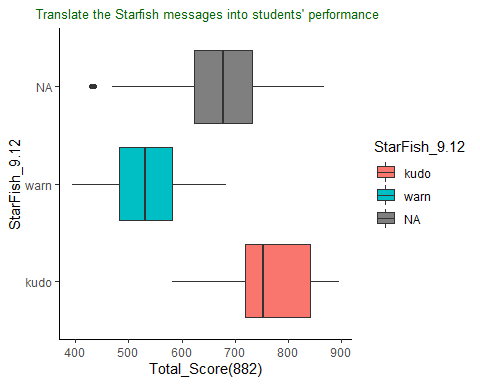 Translate the Starfish messages into students' performance
StarFish_9.12
NA
warn
kudo
400 500 600 700 800 900
Total_Score(882)
StarFish_9.12
kudo
warn
NA